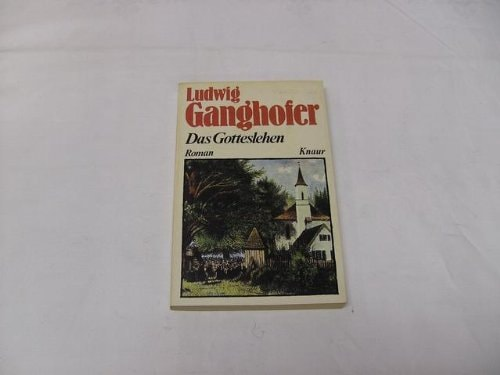 Ludwig
Ganghofer
Das Gotteslehen
Roman Knaur